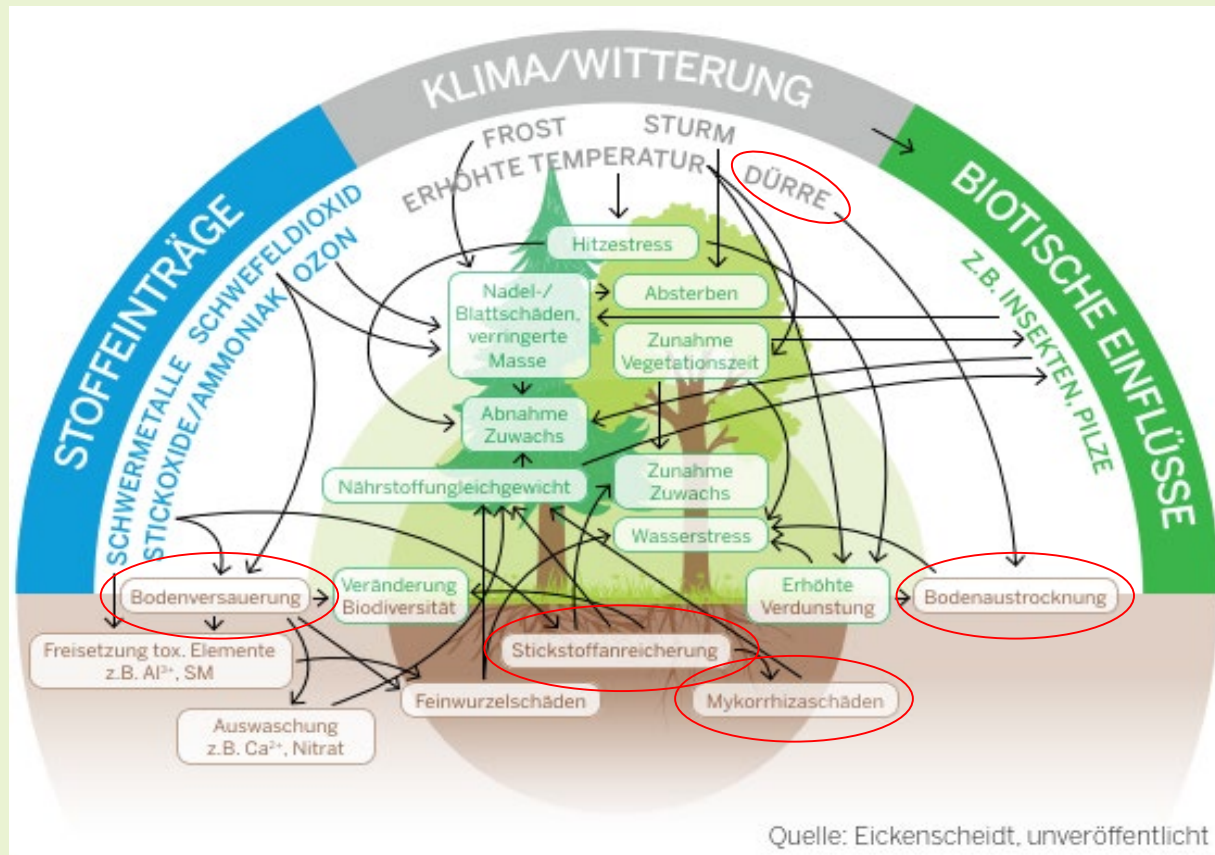 KLIMA/WITTERUNG
STOFFEINTRÄGE
BIOTISCHE EINFLÜSSE
FROST
STURM
ERHÖHTE TEMPERATUR
DÜRRE
SCHWERMETALLE SCHWEFELDIOXID
STICKOXIDE/AMMONIAK OZON
Z.B. INSEKTEN, PILZE
Hitzestress
Nadel-/
Blattschäden,
verringerte
Masse
Absterben
Zunahme
Vegetationszeit
Abnahme
Zuwachs
Nährstoffungleichgewicht
Zunahme
Zuwachs
Wasserstress
Bodenversauerung
Veränderung
Biodiversität
Erhöhte
Verdunstung
Bodenaustrocknung
Freisetzung tox. Elemente
z.B. Al³⁺, SM
Stickstoffanreicherung
Feinwurzelschäden
Mykorrhizaschäden
Auswaschung
z.B. Ca²⁺, Nitrat
Quelle: Eickenscheidt, unveröffentlicht